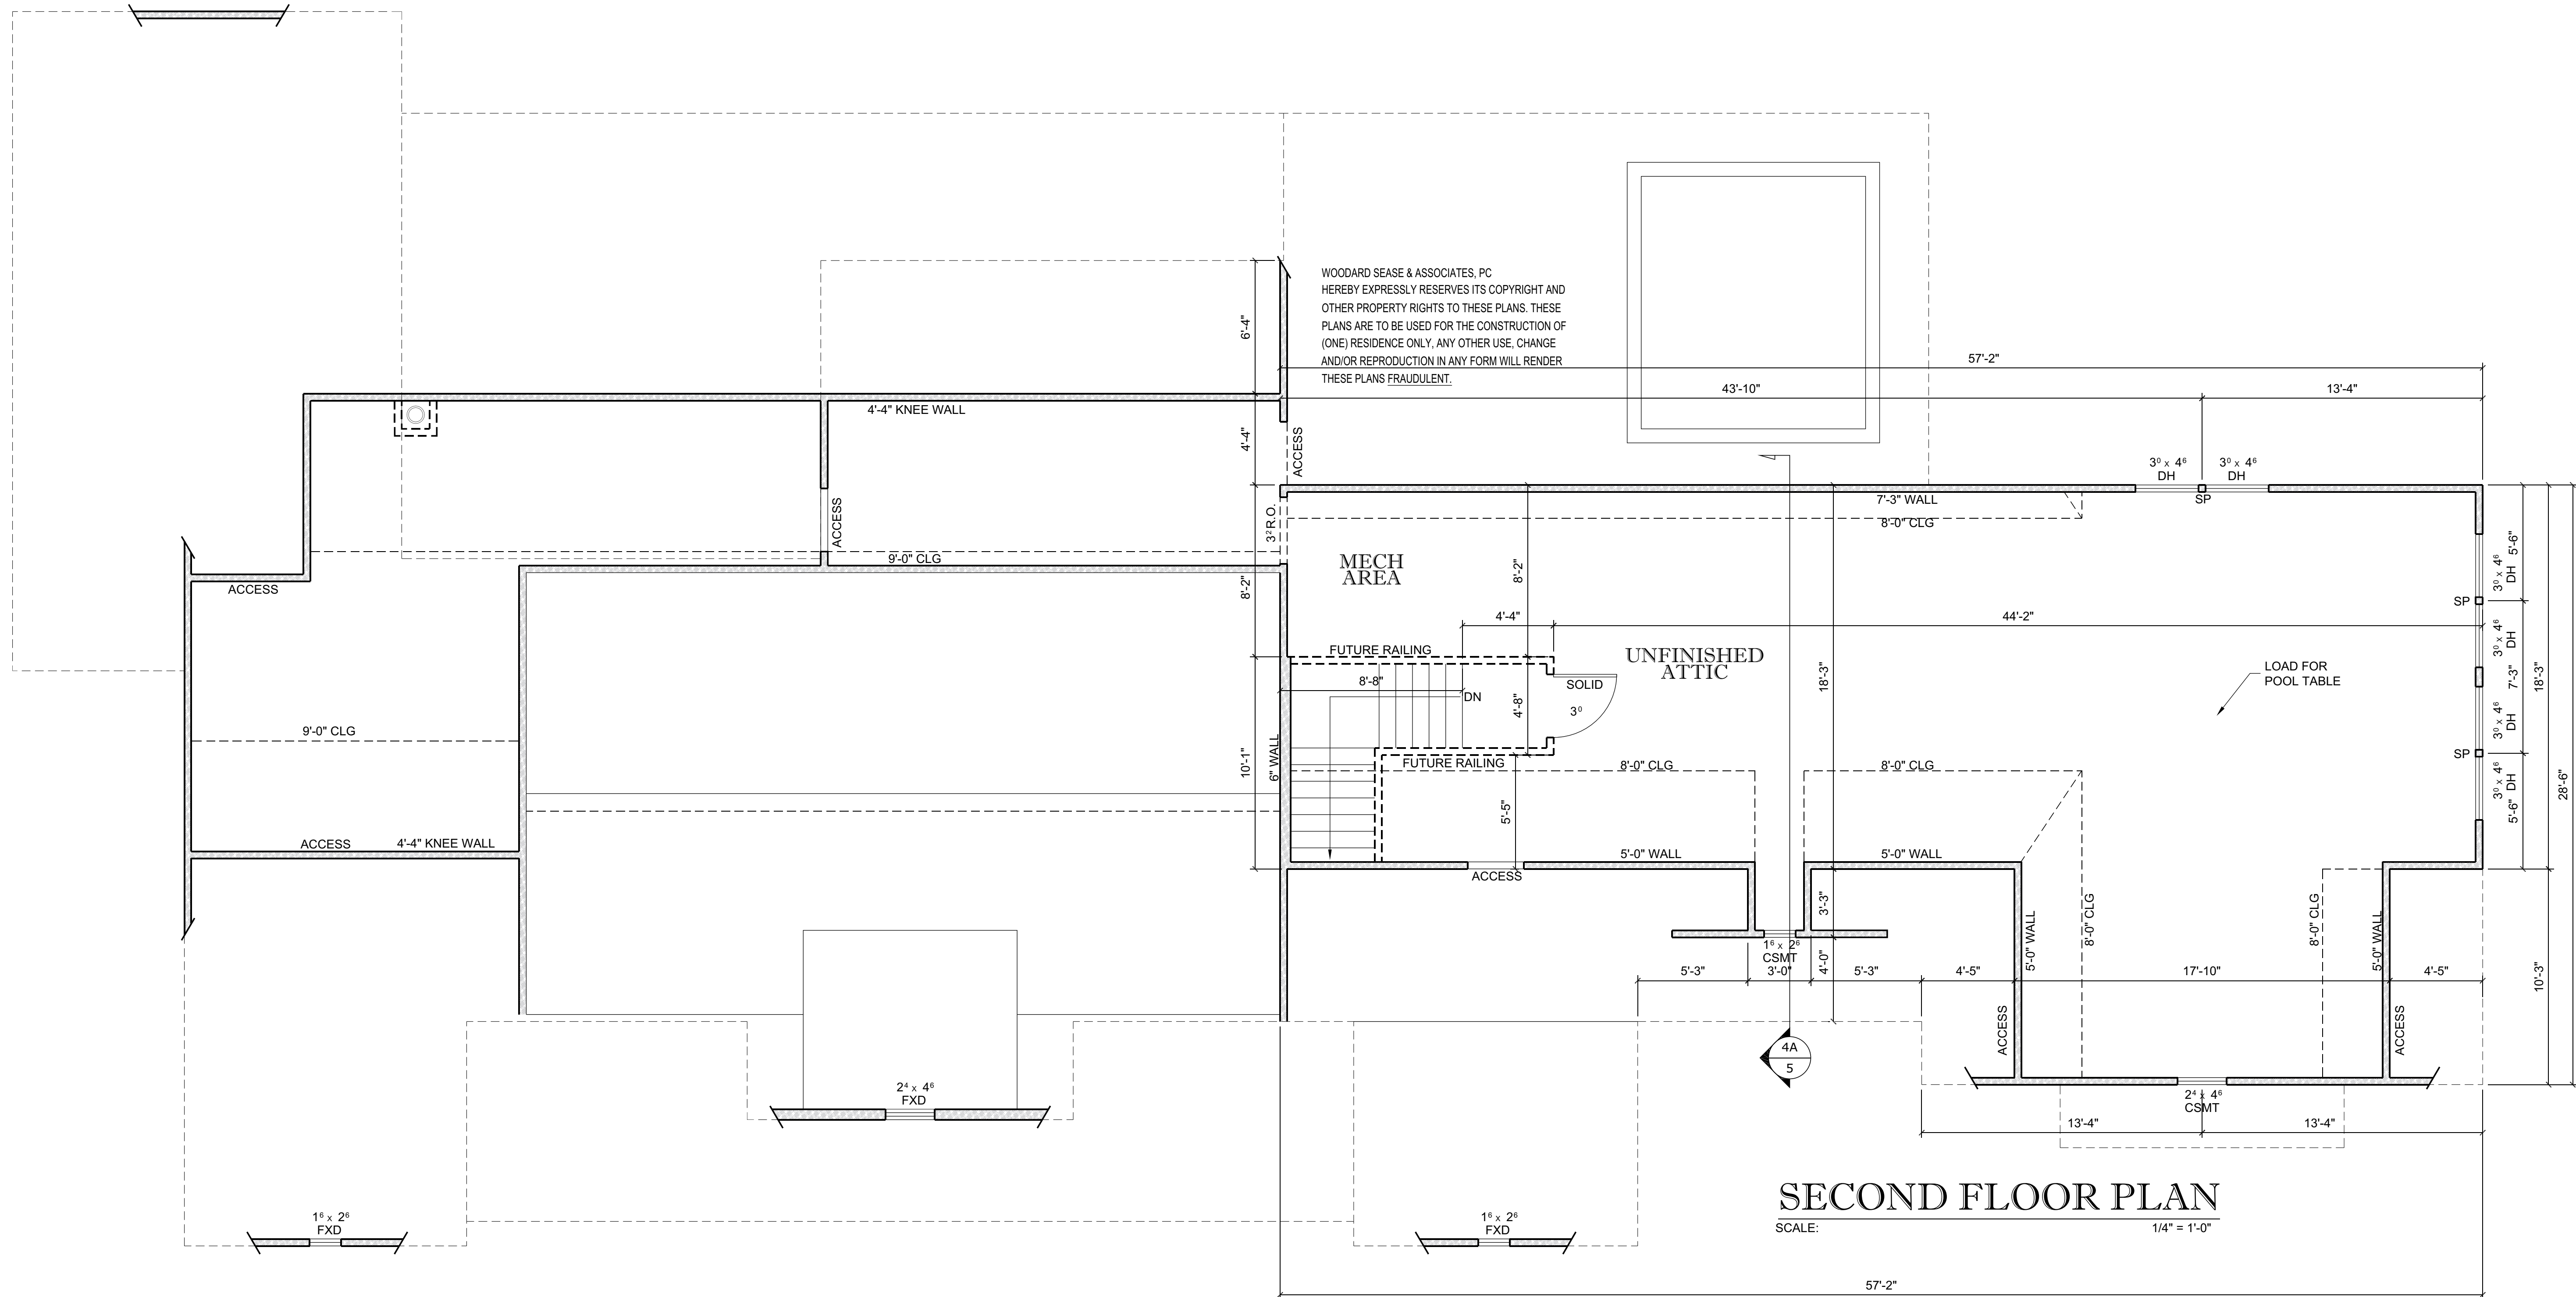 WOODARD SEASE & ASSOCIATES, PC
HEREBY EXPRESSLY RESERVES ITS COPYRIGHT AND
OTHER PROPERTY RIGHTS TO THESE PLANS. THESE
PLANS ARE TO BE USED FOR THE CONSTRUCTION OF
(ONE) RESIDENCE ONLY, ANY OTHER USE, CHANGE
AND/OR REPRODUCTION IN ANY FORM WILL RENDER
THESE PLANS FRAUDULENT.
57'-2"
43'-10"
13'-4"
6'-4"
4'-4" KNEE WALL
4'-4"
ACCESS
ACCESS
3² R.O.
9'-0" CLG
8'-2"
ACCESS
3⁰ x 4⁶
DH
3⁰ x 4⁶
DH
SP
7'-3" WALL
8'-0" CLG
MECH
AREA
8'-2"
4'-4"
44'-2"
FUTURE RAILING
UNFINISHED
ATTIC
8'-8"
DN
SOLID
3⁰
4'-8"
18'-3"
LOAD FOR
POOL TABLE
5'-6"
3⁰ x 4⁶
DH
SP
3⁰ x 4⁶
DH
7'-3"
3⁰ x 4⁶
DH
SP
3⁰ x 4⁶
DH
5'-6"
18'-3"
28'-6"
10'-3"
9'-0" CLG
10'-1"
6" WALL
FUTURE RAILING
8'-0" CLG
8'-0" CLG
5'-5"
ACCESS
4'-4" KNEE WALL
5'-0" WALL
5'-0" WALL
ACCESS
3'-3"
1⁶ x 2⁶
CSMT
4'-0"
5'-0" WALL
8'-0" CLG
8'-0" CLG
5'-0" WALL
5'-3"
3'-0"
5'-3"
4'-5"
17'-10"
4'-5"
ACCESS
ACCESS
4A
5
2⁴ x 4⁶
FXD
2⁴ x 4⁶
CSMT
13'-4"
13'-4"
SECOND FLOOR PLAN
SCALE: 1/4" = 1'-0"
1⁶ x 2⁶
FXD
1⁶ x 2⁶
FXD
57'-2"